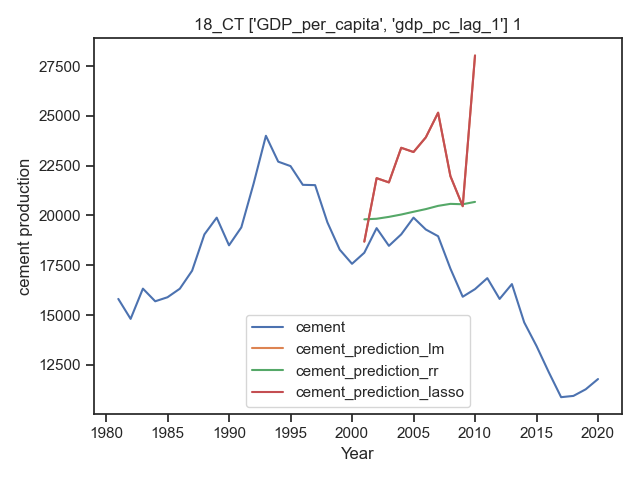 18_CT ['GDP_per_capita', 'gdp_pc_lag_1'] 1
27500
25000
22500
20000
17500
15000
12500
cement production
cement
cement_prediction_lm
cement_prediction_rr
cement_prediction_lasso
1980 1985 1990 1995 2000 2005 2010 2015 2020
Year